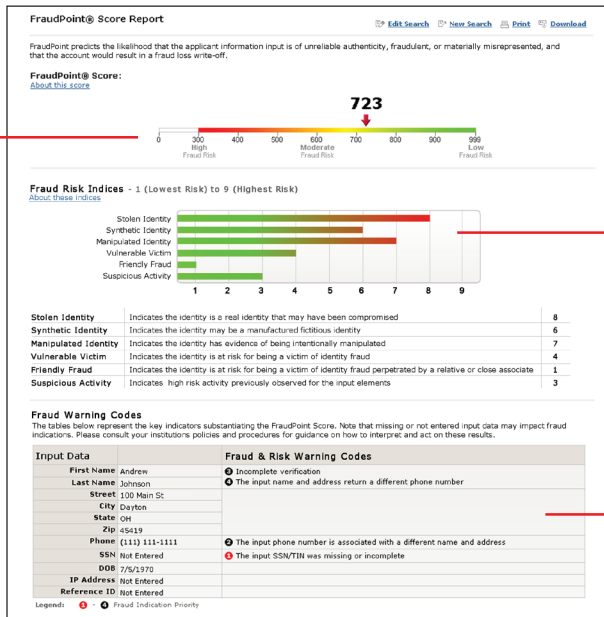 FraudPoint® Score Report
Edit Search New Search Print Download
FraudPoint predicts the likelihood that the applicant information input is of unreliable authenticity, fraudulent, or materially misrepresented, and
that the account would result in a fraud loss write-off.
FraudPoint® Score:
About this score
723
0 300 400 500 600 700 800 900 999
High Fraud Risk
Moderate Fraud Risk
Low Fraud Risk
Fraud Risk Indices - 1 (Lowest Risk) to 9 (Highest Risk)
About these indices
Stolen Identity
Synthetic Identity
Manipulated Identity
Vulnerable Victim
Friendly Fraud
Suspicious Activity
1 2 3 4 5 6 7 8 9
Stolen Identity Indicates the identity is a real identity that may have been compromised 8
Synthetic Identity Indicates the identity may be a manufactured fictitious identity 6
Manipulated Identity Indicates the identity has evidence of being intentionally manipulated 7
Vulnerable Victim Indicates the identity is at risk for being a victim of identity fraud 4
Friendly Fraud Indicates the identity is at risk for being a victim of identity fraud perpetrated by a relative or close associate 1
Suspicious Activity Indicates high risk activity previously observed for the input elements 3
Fraud Warning Codes
The tables below represent the key indicators substantiating the FraudPoint Score. Note that missing or not entered input data may impact fraud
indications. Please consult your institutions policies and procedures for guidance on how to interpret and act on these results.
Input Data Fraud & Risk Warning Codes
First Name Andrew 3 Incomplete verification
Last Name Johnson 4 The input name and address return a different phone number
Street 100 Main St
City Dayton
State OH
Zip 45419
Phone (111) 111-1111 2 The input phone number is associated with a different name and address
SSN Not Entered 1 The input SSN/TIN was missing or incomplete
DOB 7/5/1970
IP Address Not Entered
Reference ID Not Entered
Legend: 1 - 4 Fraud Indication Priority